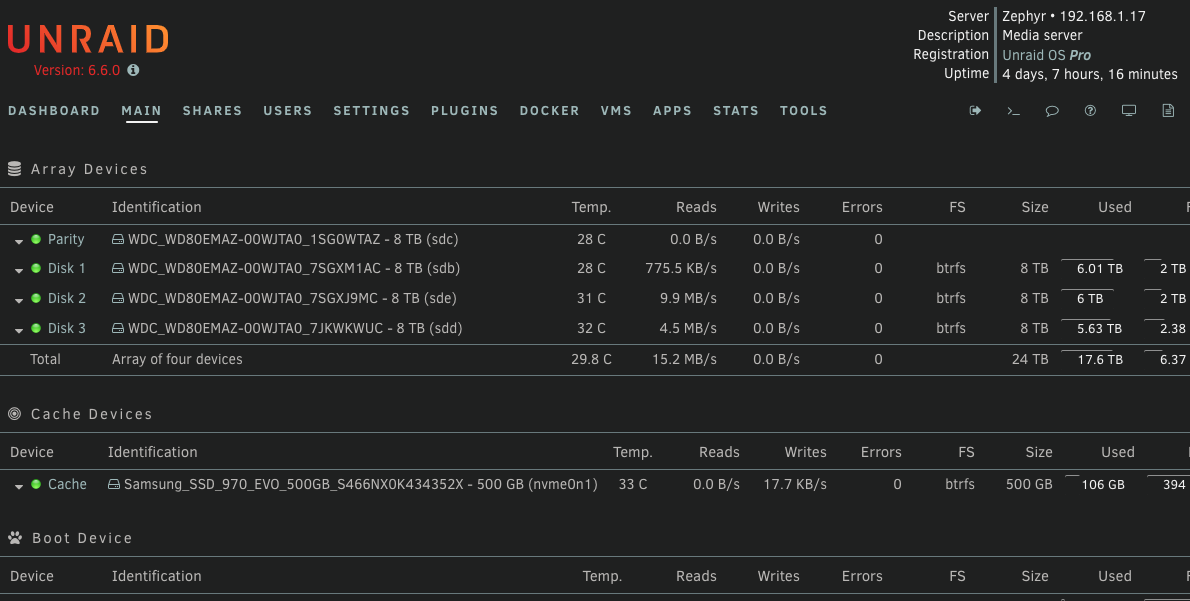 UNRAID
Version: 6.6.0
Server Zephyr • 192.168.1.17
Description Media server
Registration Unraid OS Pro
Uptime 4 days, 7 hours, 16 minutes
DASHBOARD MAIN SHARES USERS SETTINGS PLUGINS DOCKER VMS APPS STATS TOOLS
Array Devices
Device Identification Temp. Reads Writes Errors FS Size Used F
Parity WDC_WD80EMAZ-00WJTA0_1SG0WTAZ - 8 TB (sdc) 28 C 0.0 B/s 0.0 B/s 0
Disk 1 WDC_WD80EMAZ-00WJTA0_7SGXM1AC - 8 TB (sdb) 28 C 775.5 KB/s 0.0 B/s 0 btrfs 8 TB 6.01 TB 2 TB
Disk 2 WDC_WD80EMAZ-00WJTA0_7SGXJ9MC - 8 TB (sde) 31 C 9.9 MB/s 0.0 B/s 0 btrfs 8 TB 6 TB 2 TB
Disk 3 WDC_WD80EMAZ-00WJTA0_7JKWKWUC - 8 TB (sdd) 32 C 4.5 MB/s 0.0 B/s 0 btrfs 8 TB 5.63 TB 2.38
Total Array of four devices 29.8 C 15.2 MB/s 0.0 B/s 0 24 TB 17.6 TB 6.37
Cache Devices
Device Identification Temp. Reads Writes Errors FS Size Used
Cache Samsung_SSD_970_EVO_500GB_S466NX0K434352X - 500 GB (nvme0n1) 33 C 0.0 B/s 17.7 KB/s 0 btrfs 500 GB 106 GB 394
Boot Device
Device Identification Temp. Reads Writes Errors FS Size Used F